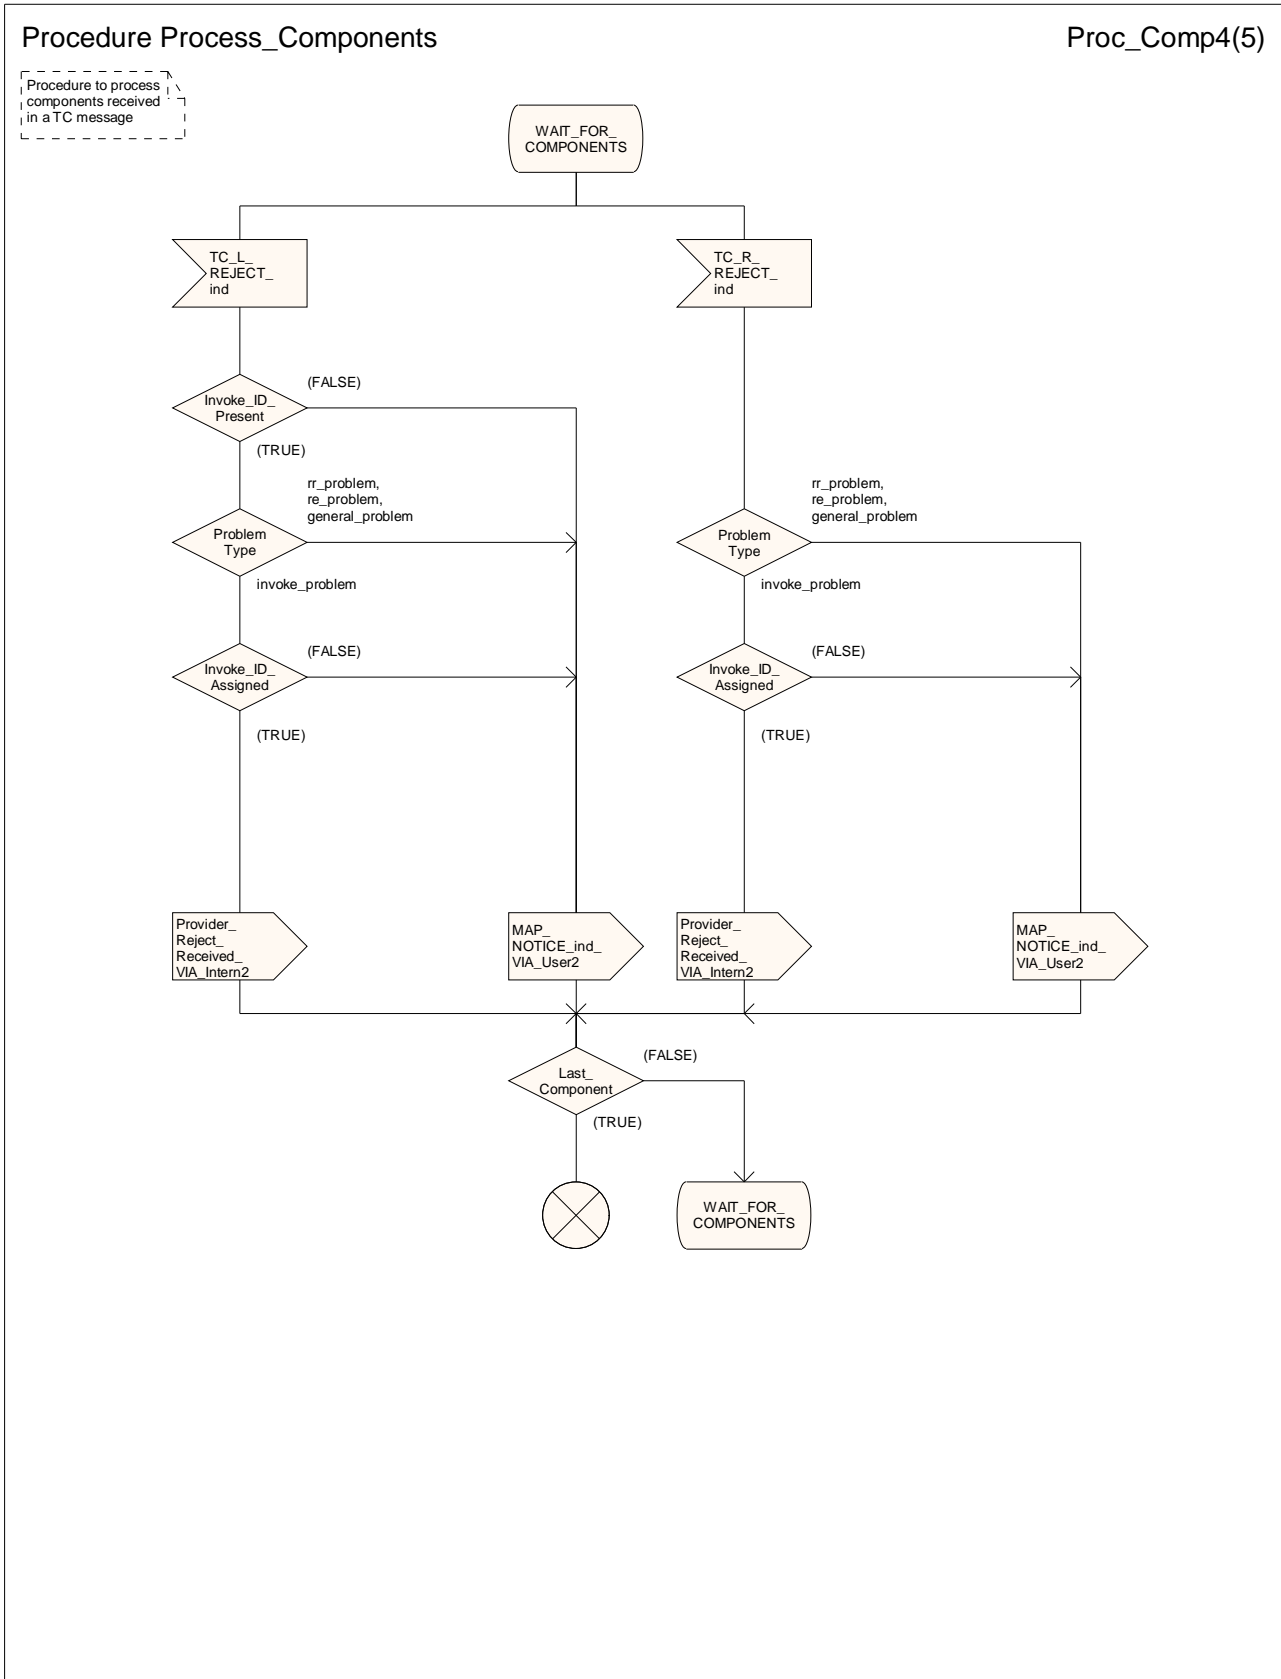 Procedure Process_Components
Proc_Comp4(5)
Procedure to process
components received
in a TC message
WAIT_FOR_
COMPONENTS
TC_L_
REJECT_
ind
TC_R_
REJECT_
ind
Invoke_ID_
Present
(FALSE)
(TRUE)
rr_problem,
re_problem,
general_problem
Problem
Type
invoke_problem
rr_problem,
re_problem,
general_problem
Problem
Type
invoke_problem
Invoke_ID_
Assigned
(FALSE)
(TRUE)
Invoke_ID_
Assigned
(FALSE)
(TRUE)
Provider_
Reject_
Received_
VIA_Intern2
MAP_
NOTICE_ind_
VIA_User2
Provider_
Reject_
Received_
VIA_Intern2
MAP_
NOTICE_ind_
VIA_User2
Last_
Component
(FALSE)
(TRUE)
WAIT_FOR_
COMPONENTS